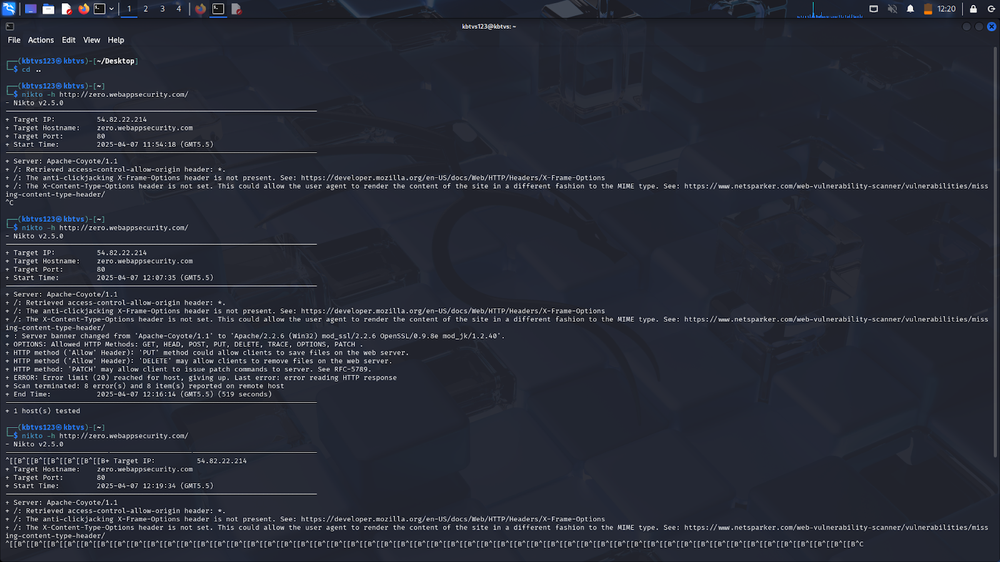 1 2 3 4 12:20
kbtvs123@kbtvs: ~
File Actions Edit View Help
┌──(kbtvs123㉿kbtvs)-[~/Desktop]
└─$ cd ..
┌──(kbtvs123㉿kbtvs)-[~]
└─$ nikto -h http://zero.webappsecurity.com/
- Nikto v2.5.0
+ Target IP: 54.82.22.214
+ Target Hostname: zero.webappsecurity.com
+ Target Port: 80
+ Start Time: 2025-04-07 11:54:18 (GMT5.5)
+ Server: Apache-Coyote/1.1
+ /: Retrieved access-control-allow-origin header: *.
+ /: The anti-clickjacking X-Frame-Options header is not present. See: https://developer.mozilla.org/en-US/docs/Web/HTTP/Headers/X-Frame-Options
+ /: The X-Content-Type-Options header is not set. This could allow the user agent to render the content of the site in a different fashion to the MIME type. See: https://www.netsparker.com/web-vulnerability-scanner/vulnerabilities/miss
ing-content-type-header/
^C
┌──(kbtvs123㉿kbtvs)-[~]
└─$ nikto -h http://zero.webappsecurity.com/
- Nikto v2.5.0
+ Target IP: 54.82.22.214
+ Target Hostname: zero.webappsecurity.com
+ Target Port: 80
+ Start Time: 2025-04-07 12:07:35 (GMT5.5)
+ Server: Apache-Coyote/1.1
+ /: Retrieved access-control-allow-origin header: *.
+ /: The anti-clickjacking X-Frame-Options header is not present. See: https://developer.mozilla.org/en-US/docs/Web/HTTP/Headers/X-Frame-Options
+ /: The X-Content-Type-Options header is not set. This could allow the user agent to render the content of the site in a different fashion to the MIME type. See: https://www.netsparker.com/web-vulnerability-scanner/vulnerabilities/miss
ing-content-type-header/
+ : Server banner changed from 'Apache-Coyote/1.1' to 'Apache/2.2.6 (Win32) mod_ssl/2.2.6 OpenSSL/0.9.8e mod_jk/1.2.40'.
+ OPTIONS: Allowed HTTP Methods: GET, HEAD, POST, PUT, DELETE, TRACE, OPTIONS, PATCH .
+ HTTP method ('Allow' Header): 'PUT' method could allow clients to save files on the web server.
+ HTTP method ('Allow' Header): 'DELETE' may allow clients to remove files on the web server.
+ HTTP method: 'PATCH' may allow client to issue patch commands to server. See RFC-5789.
+ ERROR: Error limit (20) reached for host, giving up. Last error: error reading HTTP response
+ Scan terminated: 8 error(s) and 8 item(s) reported on remote host
+ End Time: 2025-04-07 12:16:14 (GMT5.5) (519 seconds)
+ 1 host(s) tested
┌──(kbtvs123㉿kbtvs)-[~]
└─$ nikto -h http://zero.webappsecurity.com/
- Nikto v2.5.0
^[[B^[[B^[[B^[[B^[[B^[[B+ Target IP: 54.82.22.214
+ Target Hostname: zero.webappsecurity.com
+ Target Port: 80
+ Start Time: 2025-04-07 12:19:34 (GMT5.5)
+ Server: Apache-Coyote/1.1
+ /: Retrieved access-control-allow-origin header: *.
+ /: The anti-clickjacking X-Frame-Options header is not present. See: https://developer.mozilla.org/en-US/docs/Web/HTTP/Headers/X-Frame-Options
+ /: The X-Content-Type-Options header is not set. This could allow the user agent to render the content of the site in a different fashion to the MIME type. See: https://www.netsparker.com/web-vulnerability-scanner/vulnerabilities/miss
ing-content-type-header/
^[[B^[[B^[[B^[[B^[[B^[[B^[[B^[[B^[[B^[[B^[[B^[[B^[[B^[[B^[[B^[[B^[[B^[[B^[[B^[[B^[[B^[[B^[[B^[[B^[[B^[[B^[[B^[[B^[[B^[[B^[[B^[[B^[[B^[[B^[[B^[[B^[[B^[[B^[[B^[[B^[[B^[[B^[[B^[[B^[[B^[[B^[[B^[[B^[[B^[[B^[[B^C